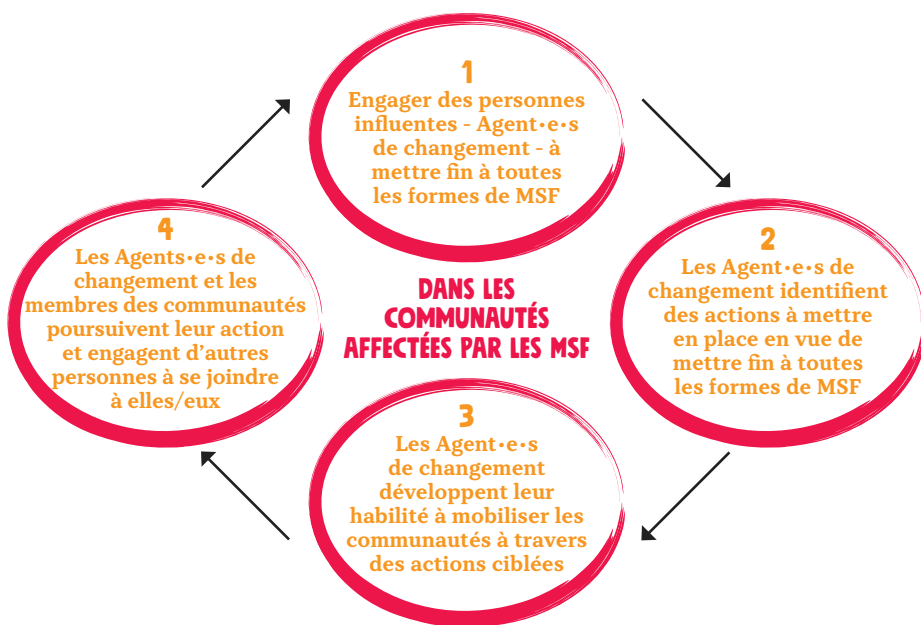 1
Engager des personnes
influentes - Agent·e·s
de changement - à
mettre fin à toutes
les formes de MSF
2
Les Agent·e·s de
changement identifient
des actions à mettre
en place en vue de
mettre fin à toutes
les formes de MSF
3
Les Agent·e·s
de changement
développent leur
habilité à mobiliser les
communautés à travers
des actions ciblées
4
Les Agents·e·s de
changement et les
membres des communautés
poursuivent leur action
et engagent d’autres
personnes à se joindre
à elles/eux
DANS LES
COMMUNAUTÉS
AFFECTÉES PAR LES MSF